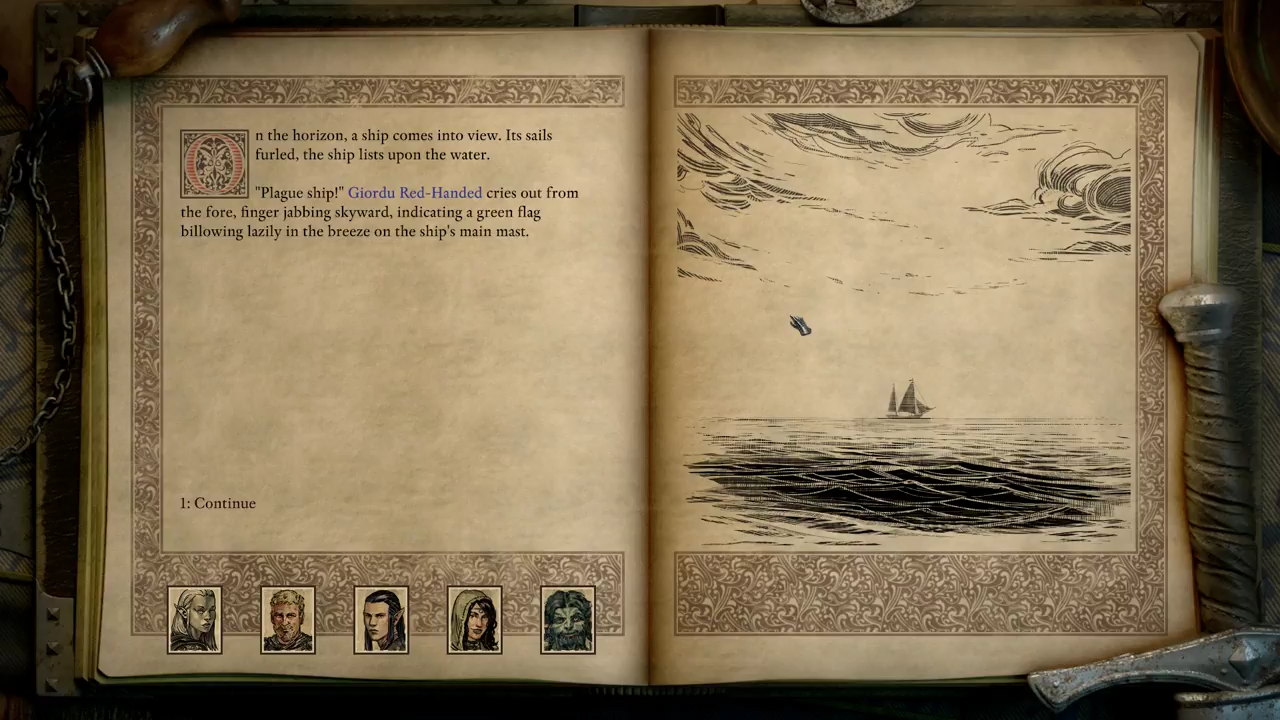 On the horizon, a ship comes into view. Its sails
furled, the ship lists upon the water.
"Plague ship!" Giordu Red-Handed cries out from
the fore, finger jabbing skyward, indicating a green flag
billowing lazily in the breeze on the ship's main mast.
1: Continue